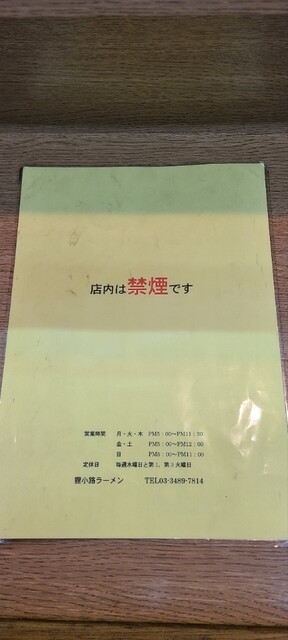 店内は禁煙です
営業時間 月・火・木 PM5：00～PM11：30
金・土 PM5：00～PM12：00
日 PM5：00～PM11：00
定休日 毎週水曜日と第1、第3火曜日
狸小路ラーメン TEL03-3489-7814